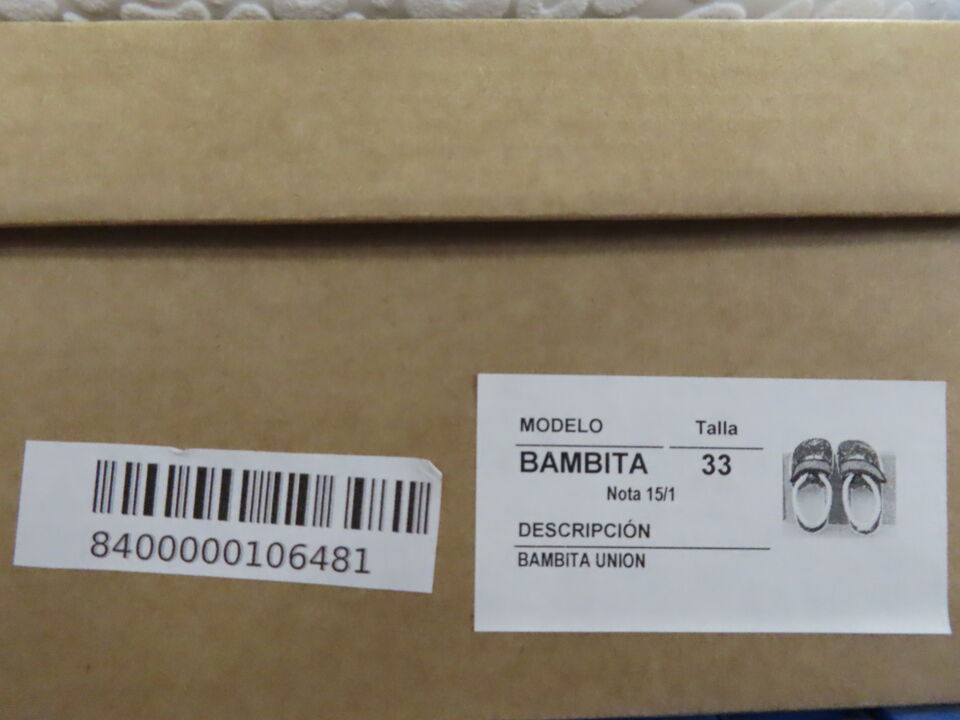 8400000106481
MODELO Talla
BAMBITA 33
Nota 15/1
DESCRIPCIÓN
BAMBITA UNION